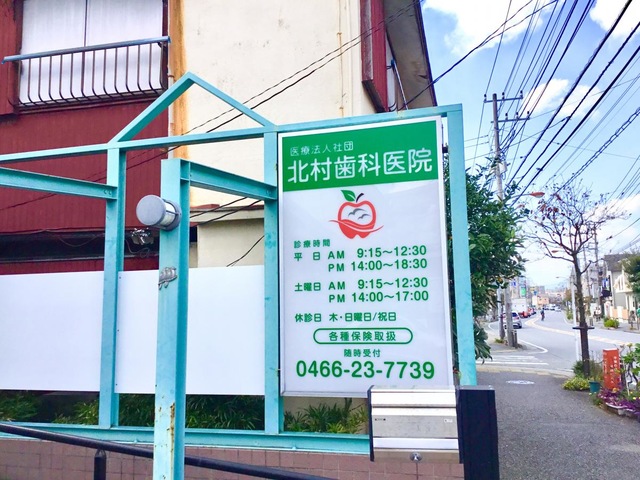 医療法人社団
北村歯科医院
診療時間
平 日 AM 9:15〜12:30
PM 14:00〜18:30
土曜日 AM 9:15〜12:30
PM 14:00〜17:00
休診日 木・日曜日/祝日
各種保険取扱
随時受付
0466-23-7739